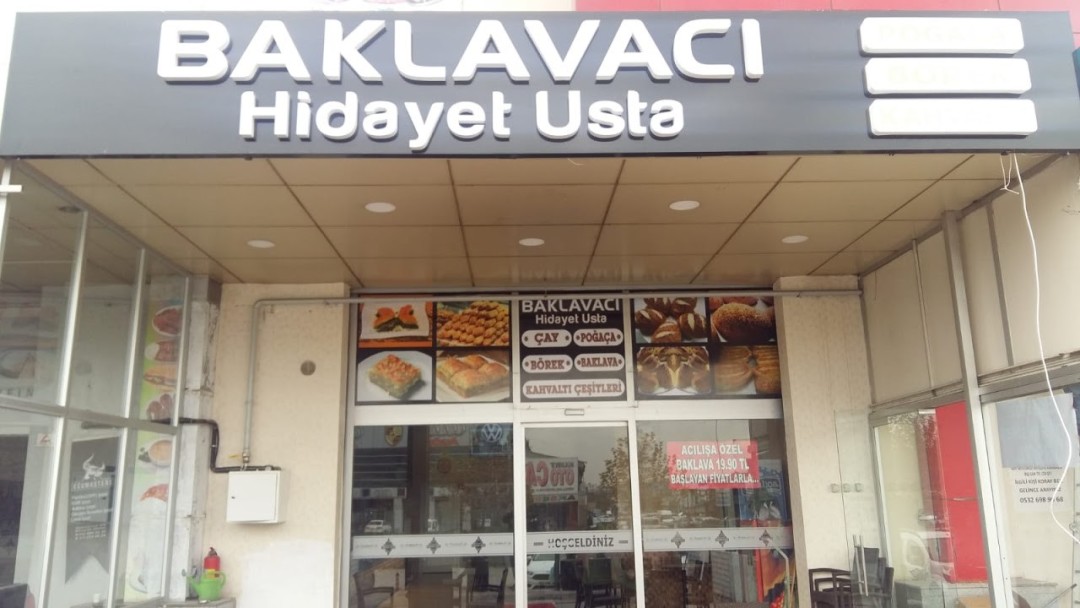 BAKLAVACI
Hidayet Usta
BAKLAVACI
Hidayet Usta
ÇAY POĞAÇA
BÖREK BAKLAVA
KAHVALTI ÇEŞİTLERİ
AÇILIŞA ÖZEL
BAKLAVA 19.90 TL
BAŞLAYAN FİYATLARLA...
OTO
HOŞGELDİNİZ